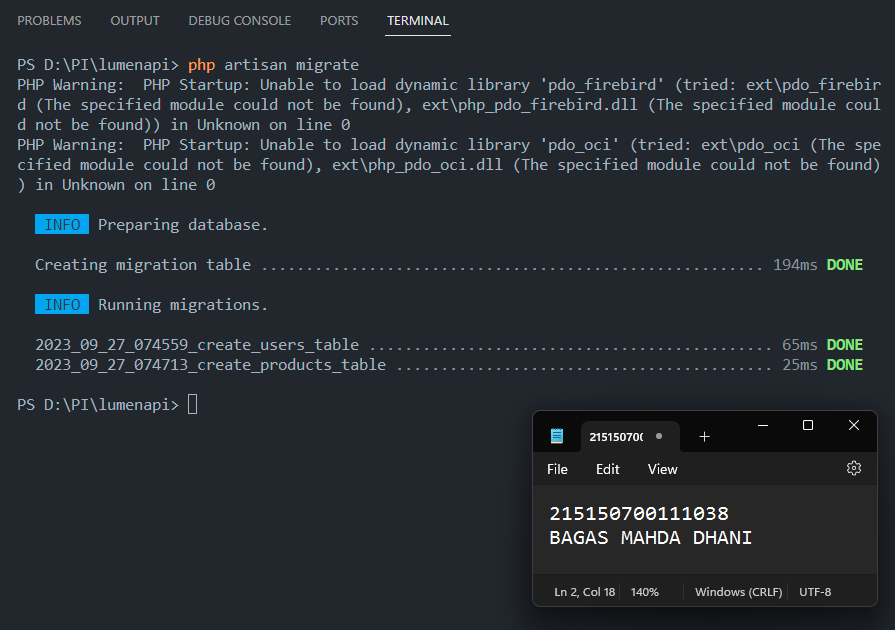 PROBLEMS OUTPUT DEBUG CONSOLE PORTS TERMINAL
PS D:\PI\lumenapi> php artisan migrate
PHP Warning:  PHP Startup: Unable to load dynamic library 'pdo_firebird' (tried: ext\pdo_firebir
d (The specified module could not be found), ext\php_pdo_firebird.dll (The specified module coul
d not be found)) in Unknown on line 0
PHP Warning:  PHP Startup: Unable to load dynamic library 'pdo_oci' (tried: ext\pdo_oci (The spe
cified module could not be found), ext\php_pdo_oci.dll (The specified module could not be found)
) in Unknown on line 0
INFO Preparing database.
Creating migration table ........................................................ 194ms DONE
INFO Running migrations.
2023_09_27_074559_create_users_table ............................................. 65ms DONE
2023_09_27_074713_create_products_table .......................................... 25ms DONE
PS D:\PI\lumenapi>
215150700
File Edit View
215150700111038
BAGAS MAHDA DHANI
Ln 2, Col 18 140% Windows (CRLF) UTF-8